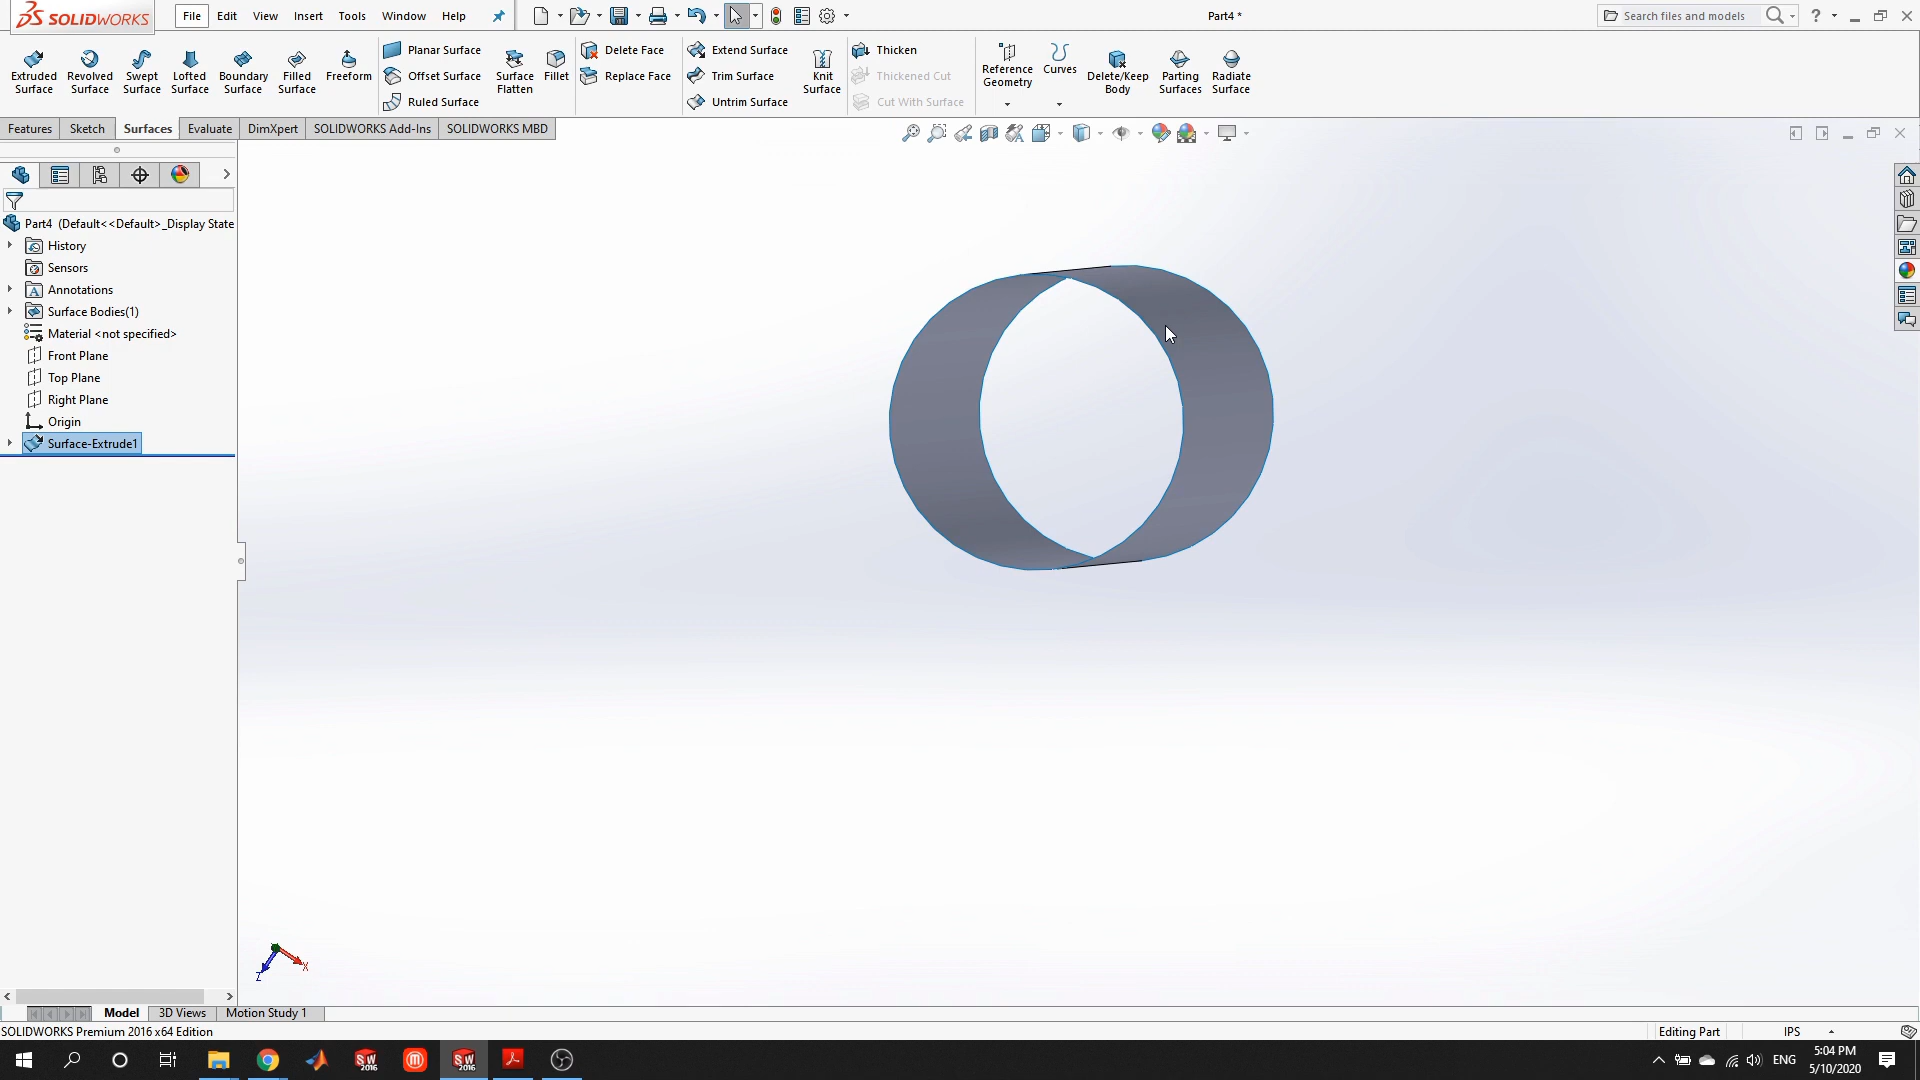 SOLIDWORKS File Edit View Insert Tools Window Help Part4 * Search files and models ?
Extruded Surface Revolved Surface Swept Surface Lofted Surface Boundary Surface Filled Surface Freeform Planar Surface Offset Surface Ruled Surface Surface Flatten Fillet Delete Face Replace Face Extend Surface Trim Surface Untrim Surface Knit Surface Thicken Thickened Cut Cut With Surface Reference Geometry Curves Delete/Keep Body Parting Surfaces Radiate Surface
Features Sketch Surfaces Evaluate DimXpert SOLIDWORKS Add-Ins SOLIDWORKS MBD
Part4 (Default<<Default>_Display State
History
Sensors
A Annotations
Surface Bodies(1)
Material <not specified>
Front Plane
Top Plane
Right Plane
Origin
Surface-Extrude1
Z X
Model 3D Views Motion Study 1
SOLIDWORKS Premium 2016 x64 Edition Editing Part IPS
SW 2016 SW 2016 ENG 5:04 PM
5/10/2020